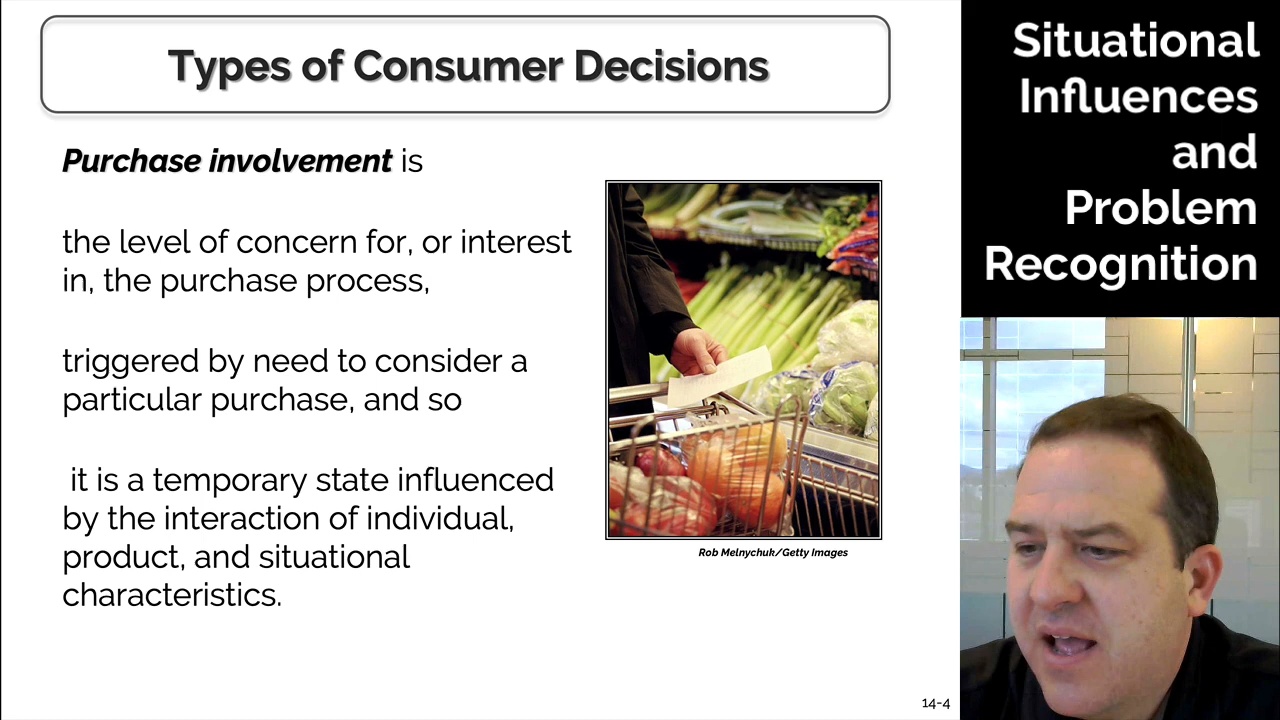 Types of Consumer Decisions
Purchase involvement is
the level of concern for, or interest
in, the purchase process,
triggered by need to consider a
particular purchase, and so
it is a temporary state influenced
by the interaction of individual,
product, and situational
characteristics.
Rob Melnychuk/Getty Images
14-4
Situational
Influences
and
Problem
Recognition